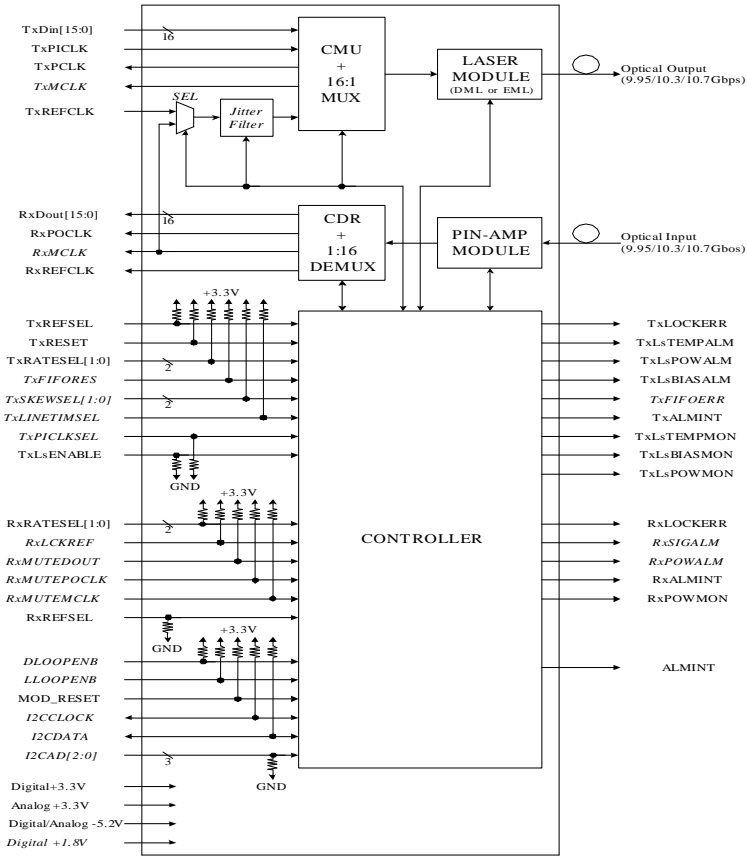 TxDin[15:0]
16
TxPICLK
TxPCLK
TxMCLK
TxREFCLK
SEL
Jitter
Filter
CMU
+
16:1
MUX
LASER
MODULE
(DML or EML)
Optical Output
(9.95/10.3/10.7Gbps)
RxDout[15:0]
16
RxPOCLK
RxMCLK
RxREFCLK
CDR
+
1:16
DEMUX
PIN-AMP
MODULE
Optical Input
(9.95/10.3/10.7Gbos)
+3.3V
TxREFSEL
TxRESET
TxRATESEL[1:0]
2
TxFIFORES
TxSKEWSEL[1:0]
2
TxLINETIMSEL
TxPICLKSEL
TxLsENABLE
GND
+3.3V
RxRATESEL[1:0]
2
RxLCKREF
RxMUTEDOUT
RxMUTEPOCLK
RxMUTEMCLK
RxREFSEL
GND
+3.3V
DLOOPENB
LLOOPENB
MOD_RESET
I2CCLOCK
I2CDATA
I2CAD[2:0]
3
GND
Digital+3.3V
Analog +3.3V
Digital/Analog -5.2V
Digital +1.8V
CONTROLLER
TxLOCKERR
TxLsTEMPALM
TxLsPOWALM
TxLsBIASALM
TxFIFOERR
TxALMINT
TxLsTEMPMON
TxLsBIASMON
TxLsPOWMON
RxLOCKERR
RxSIGALM
RxPOWALM
RxALMINT
RxPOWMON
ALMINT